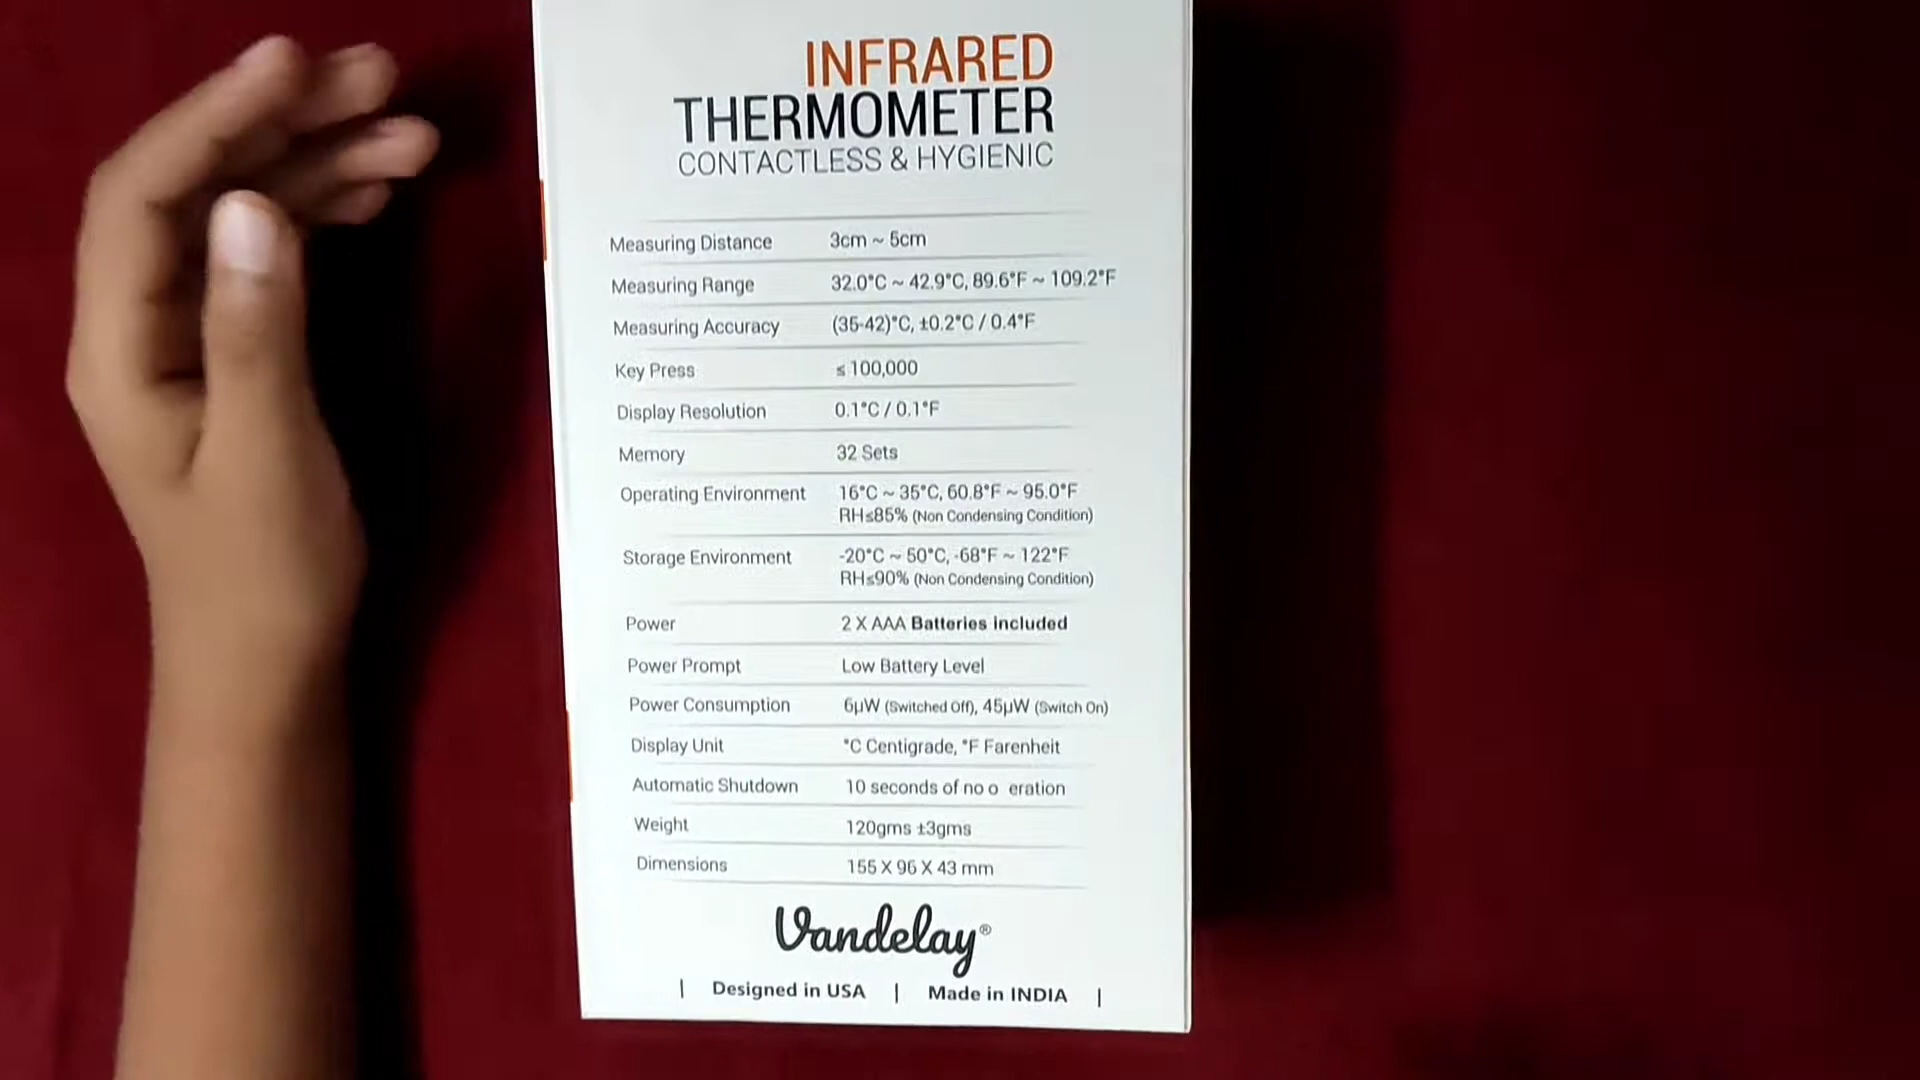 INFRARED
THERMOMETER
CONTACTLESS & HYGIENIC
Measuring Distance 3cm ~ 5cm
Measuring Range 32.0°C ~ 42.9°C, 89.6°F ~ 109.2°F
Measuring Accuracy (35-42)°C, ±0.2°C / 0.4°F
Key Press ≤ 100,000
Display Resolution 0.1°C / 0.1°F
Memory 32 Sets
Operating Environment 16°C ~ 35°C, 60.8°F ~ 95.0°F
RH≤85% (Non Condensing Condition)
Storage Environment -20°C ~ 50°C, -68°F ~ 122°F
RH≤90% (Non Condensing Condition)
Power 2 X AAA Batteries included
Power Prompt Low Battery Level
Power Consumption 6µW (Switched Off), 45µW (Switch On)
Display Unit °C Centigrade, °F Farenheit
Automatic Shutdown 10 seconds of no o eration
Weight 120gms ±3gms
Dimensions 155 X 96 X 43 mm
Vandelay®
| Designed in USA | Made in INDIA |